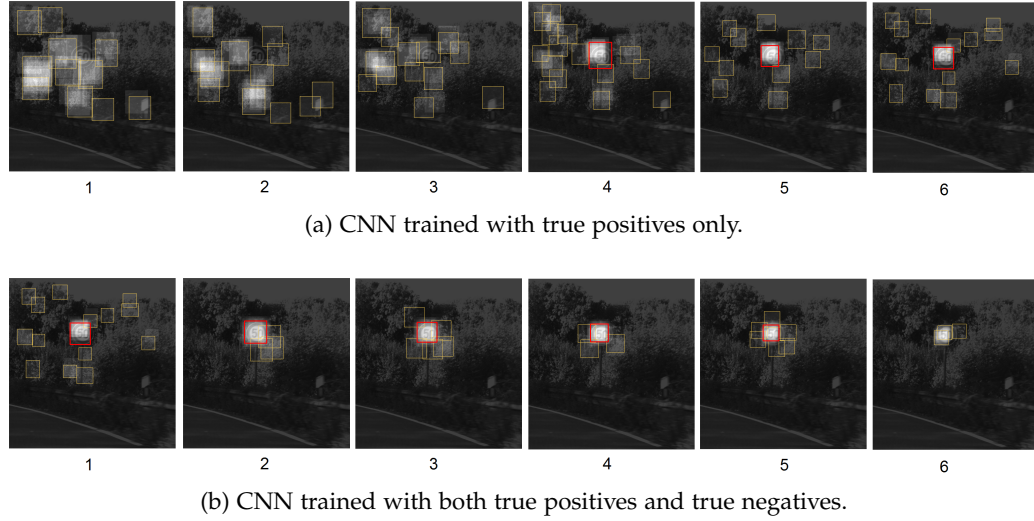 1 2 3 4 5 6
(a) CNN trained with true positives only.
1 2 3 4 5 6
(b) CNN trained with both true positives and true negatives.